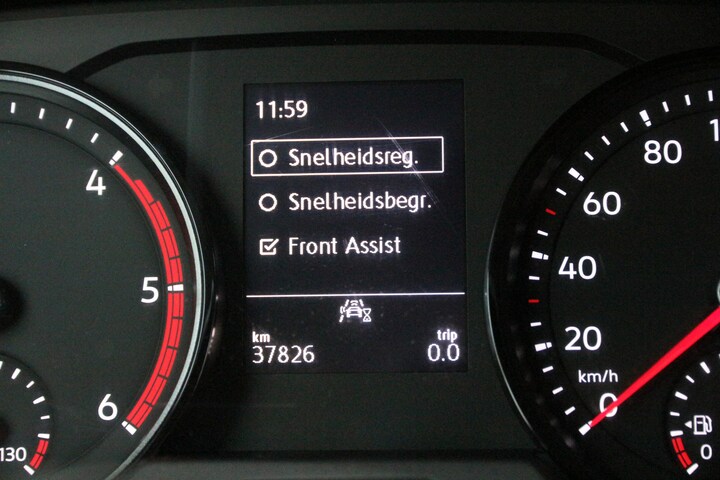 11:59
Snelheidsreg.
Snelheidsbegr.
Front Assist
km trip
37826 0.0
4
5
6
130
80
60
40
20
0
km/h
0